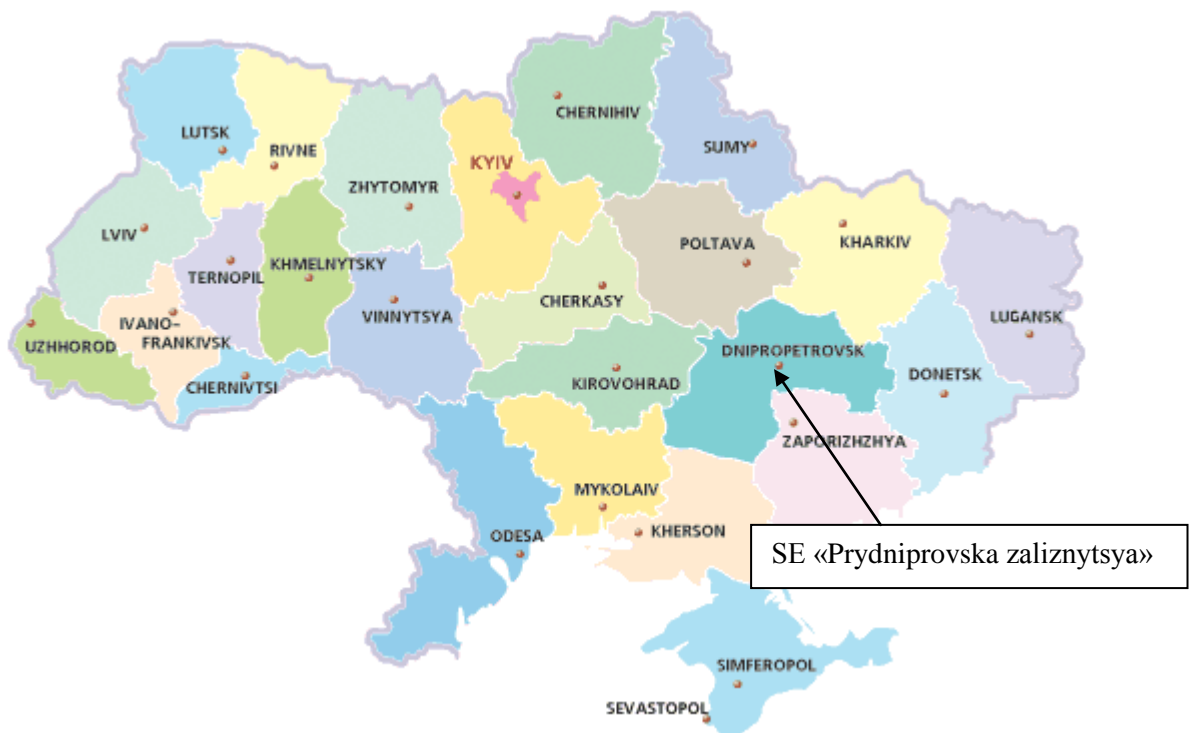 CHERNIHIV
LUTSK
SUMY
RIVNE
KYIV
ZHYTOMYR
LVIV
POLTAVA
KHARKIV
KHMELNYTSKY
TERNOPIL
CHERKASY
VINNYTSYA
LUGANSK
IVANO-
FRANKIVSK
UZHHOROD
DNIPROPETROVSK
DONETSK
KIROVOHRAD
CHERNIVTSI
ZAPORIZHZHYA
MYKOLAIV
KHERSON
ODESA
SE «Prydniprovska zaliznytsya»
SIMFEROPOL
SEVASTOPOL